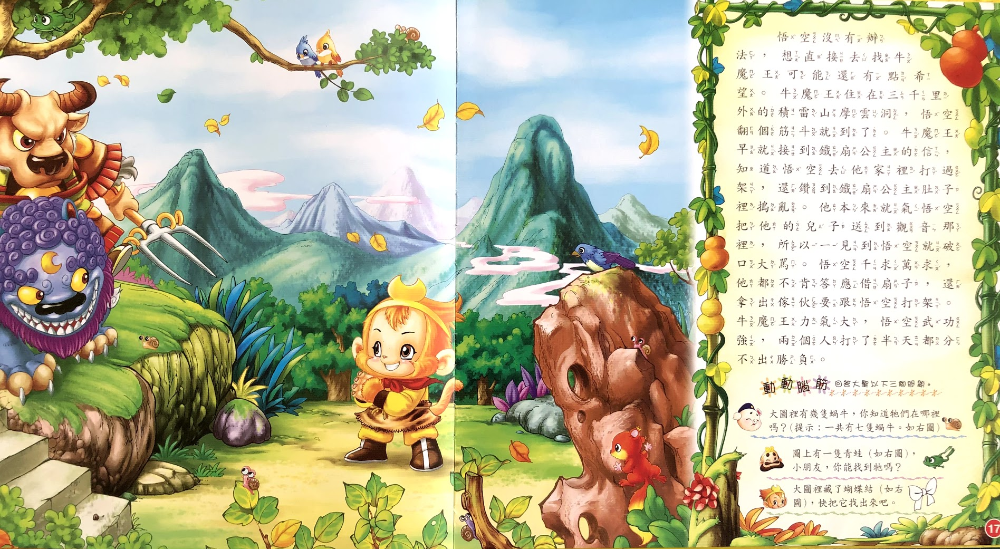 悟空沒有辦
法，想直接去找牛
魔王可能還有點希
望。牛魔王住在三千里
外的積雷山摩雲洞，悟空
翻個筋斗就到了。牛魔王
早就接到鐵扇公主的信，
知道悟空去他家裡打過
架，還鑽到鐵扇公主肚子
裡搗亂。他本來就氣悟空
把他的兒子送到觀音那
裡，所以一見到悟空就破
口大罵。悟空千求萬求，
他都不肯答應借扇子，還
拿出傢伙要跟悟空打架。
牛魔王力氣大，悟空武功
強，兩個人打了半天都分
不出勝負。
動動腦筋 回答大聖以下三個問題。
大圖裡有幾隻蝸牛，你知道牠們在哪裡
嗎？（提示：一共有七隻蝸牛。如右圖）
圖上有一隻青蛙（如右圖），
小朋友，你能找到牠嗎？
大圖裡藏了蝴蝶結（如右
圖），快把它找出來吧。
17